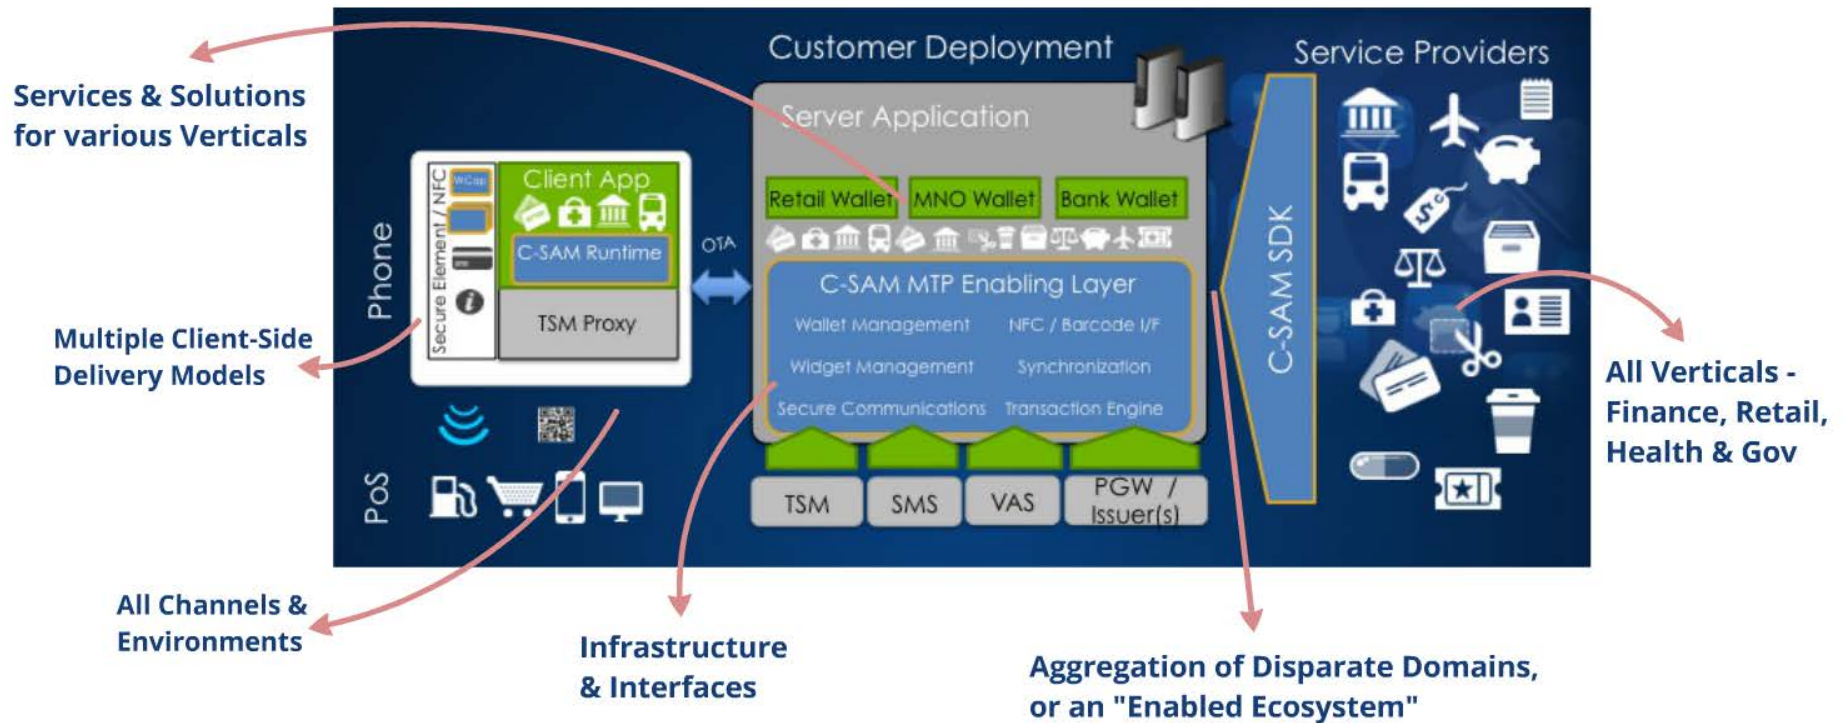 Customer Deployment
Service Providers
Services & Solutions
for various Verticals
Server Application
Phone
Secure Element / NFC
WCap
Client App
C-SAM Runtime
TSM Proxy
OTA
Retail Wallet
MNO Wallet
Bank Wallet
C-SAM MTP Enabling Layer
Wallet Management
NFC / Barcode I/F
Widget Management
Synchronization
Secure Communications
Transaction Engine
C-SAM SDK
Multiple Client-Side
Delivery Models
All Verticals -
Finance, Retail,
Health & Gov
PoS
TSM
SMS
VAS
PGW /
Issuer(s)
All Channels &
Environments
Infrastructure
& Interfaces
Aggregation of Disparate Domains,
or an "Enabled Ecosystem"